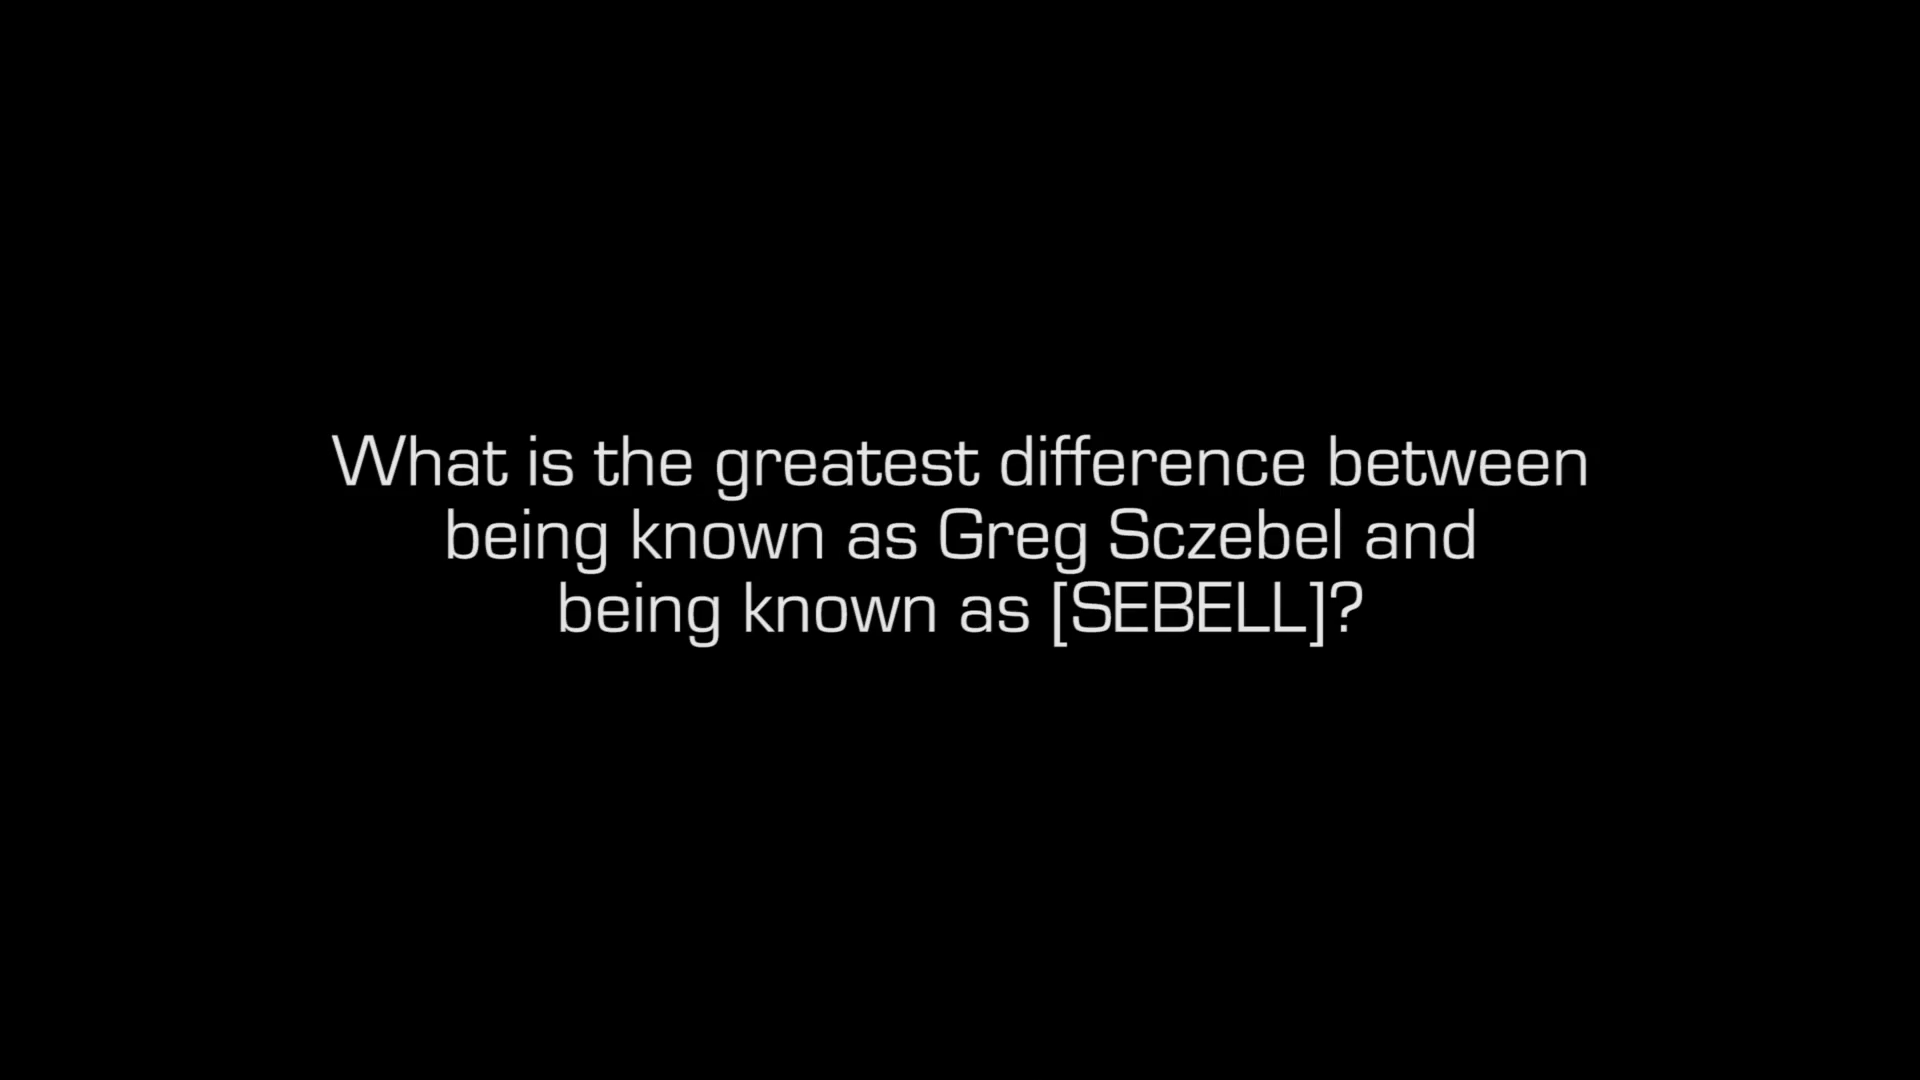 What is the greatest difference between
being known as Greg Sczebel and
being known as [SEBELL]?